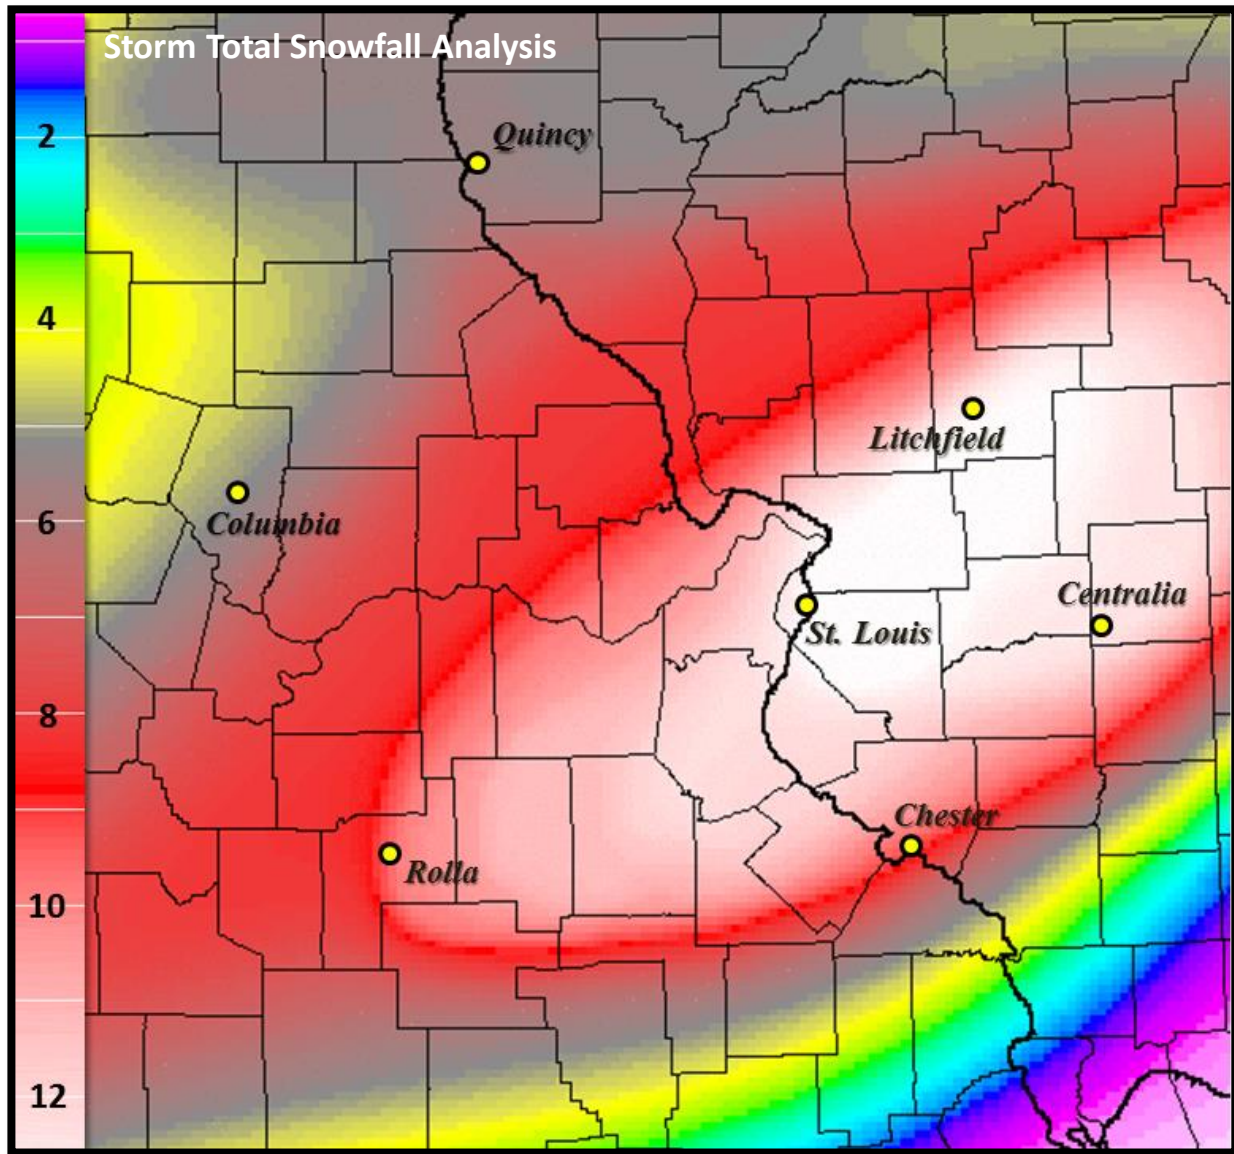 Storm Total Snowfall Analysis
2
Quincy
4
Litchfield
6
Columbia
Centralia
St. Louis
8
Chester
Rolla
10
12